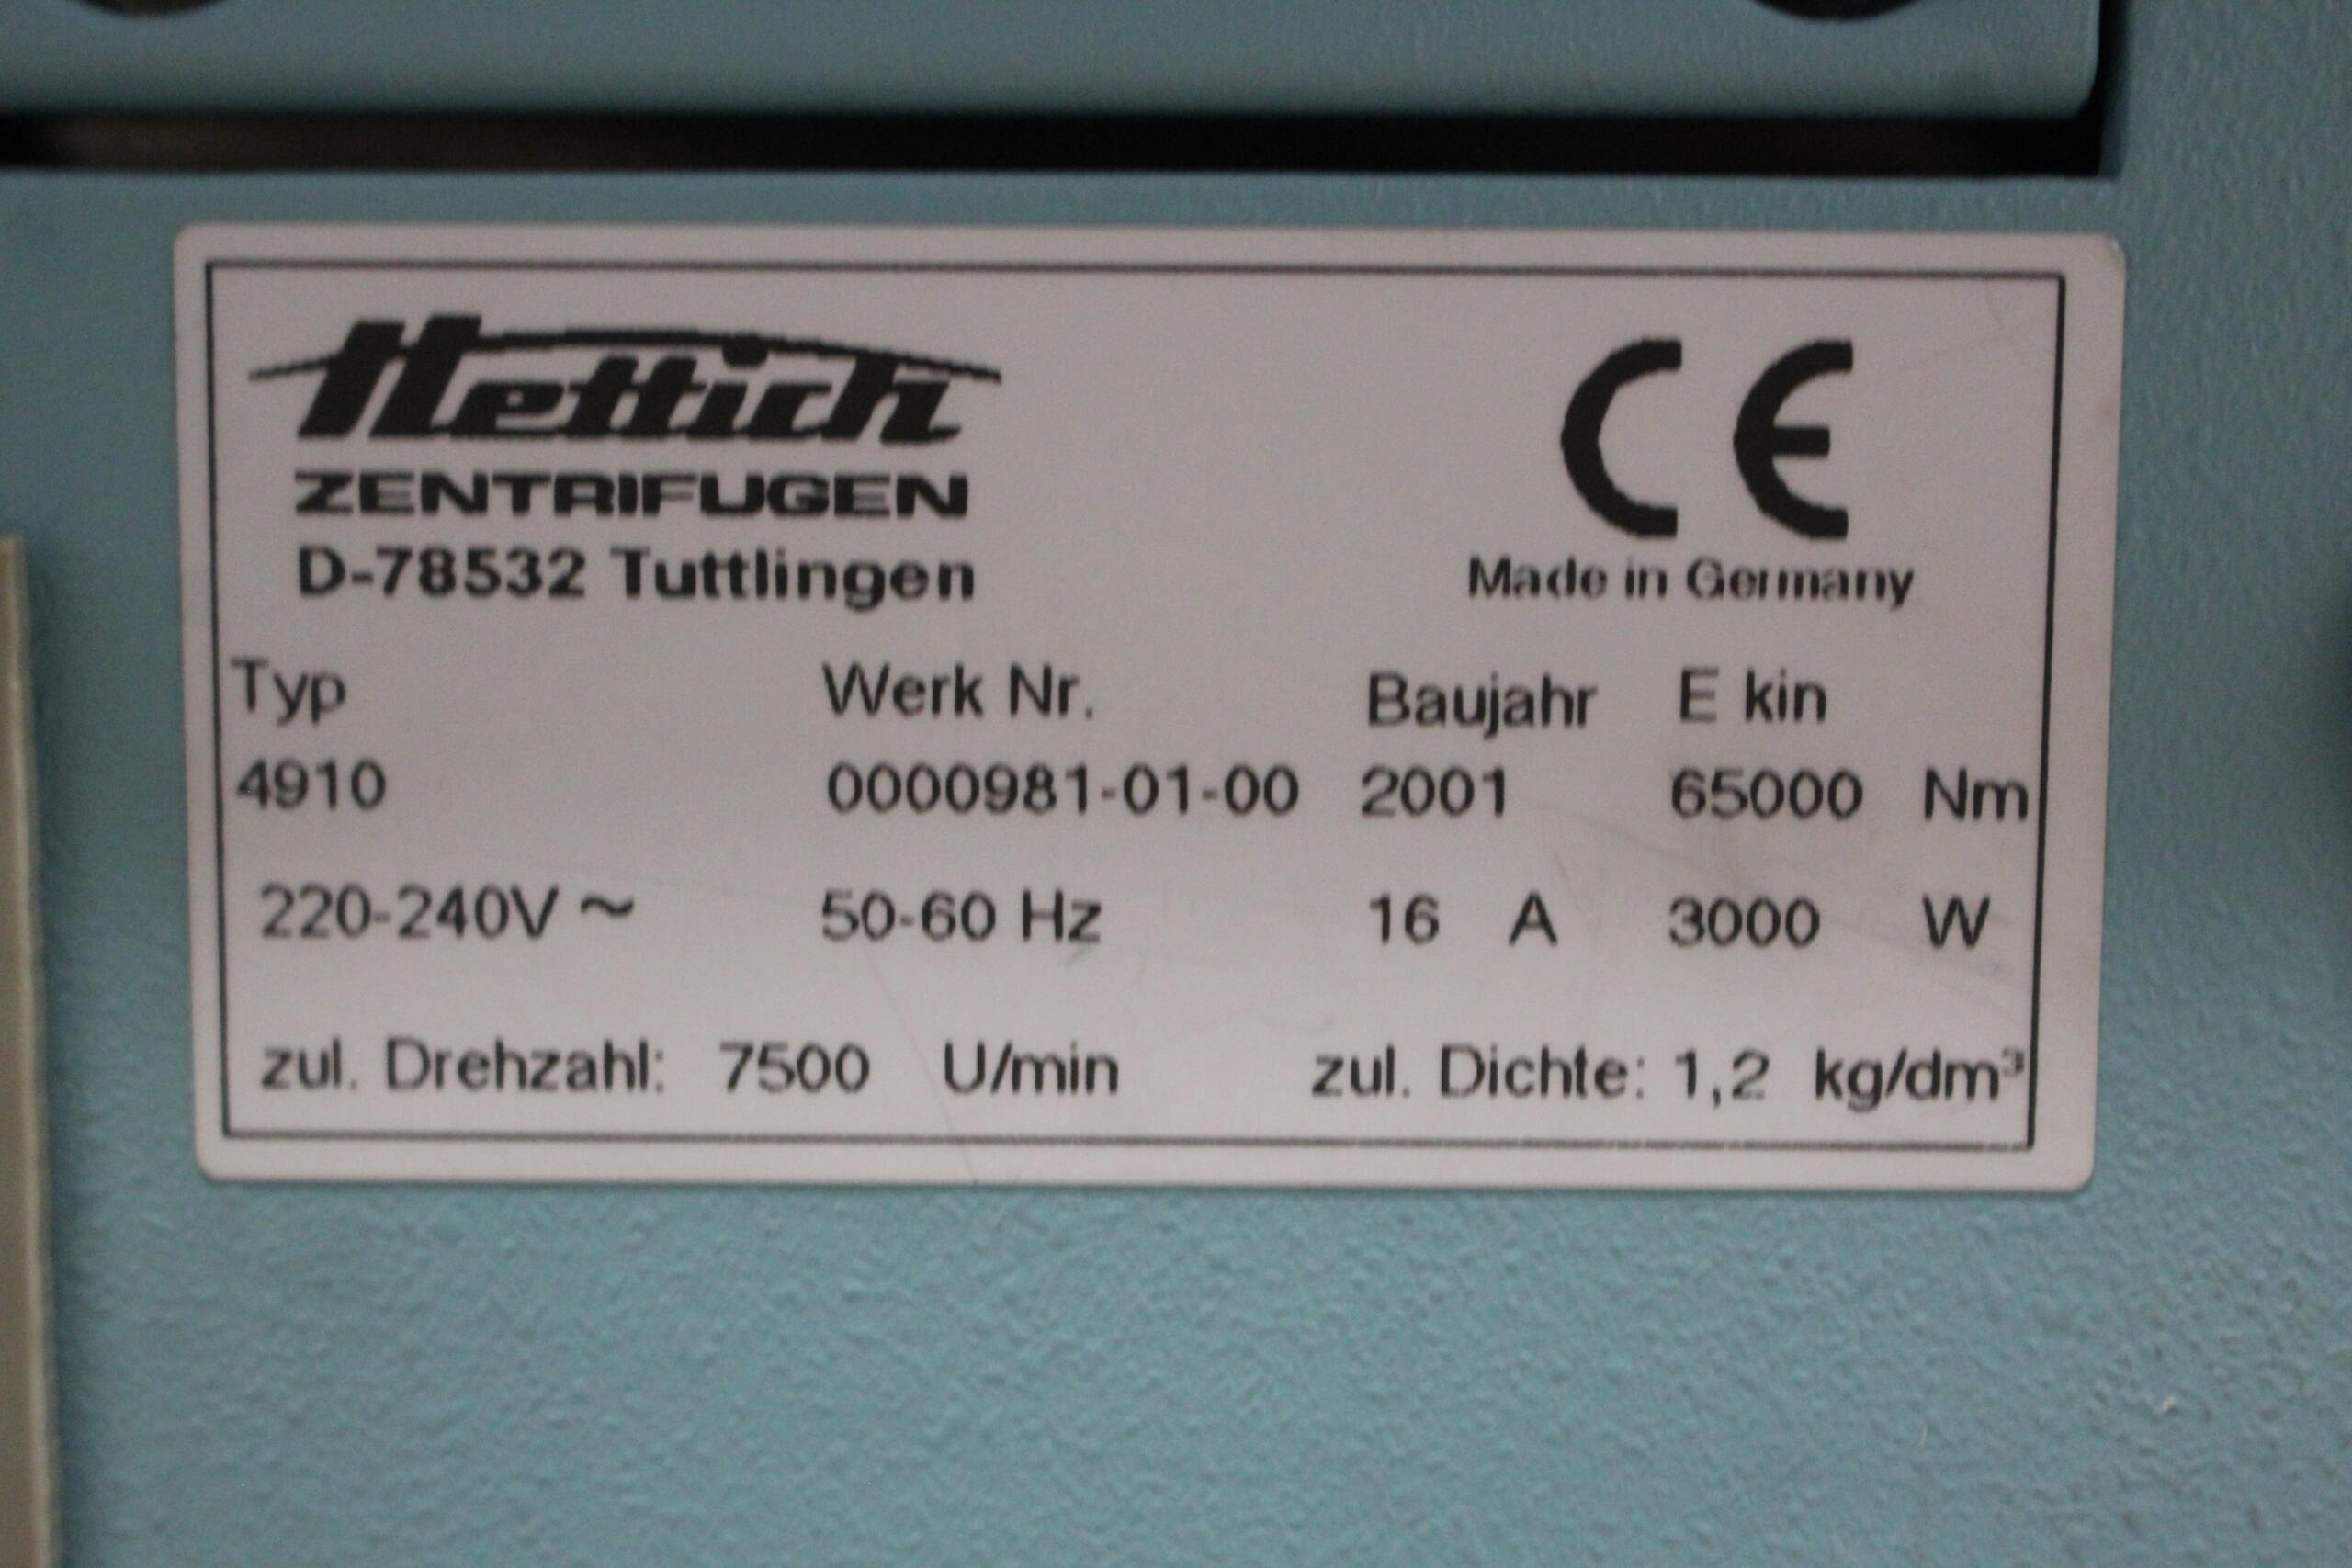 Hettich
ZENTRIFUGEN
D-78532 Tuttlingen
CE
Made in Germany
Typ Werk Nr. Baujahr E kin
4910 0000981-01-00 2001 65000 Nm
220-240V ~ 50-60 Hz 16 A 3000 W
zul. Drehzahl: 7500 U/min zul. Dichte: 1,2 kg/dm³